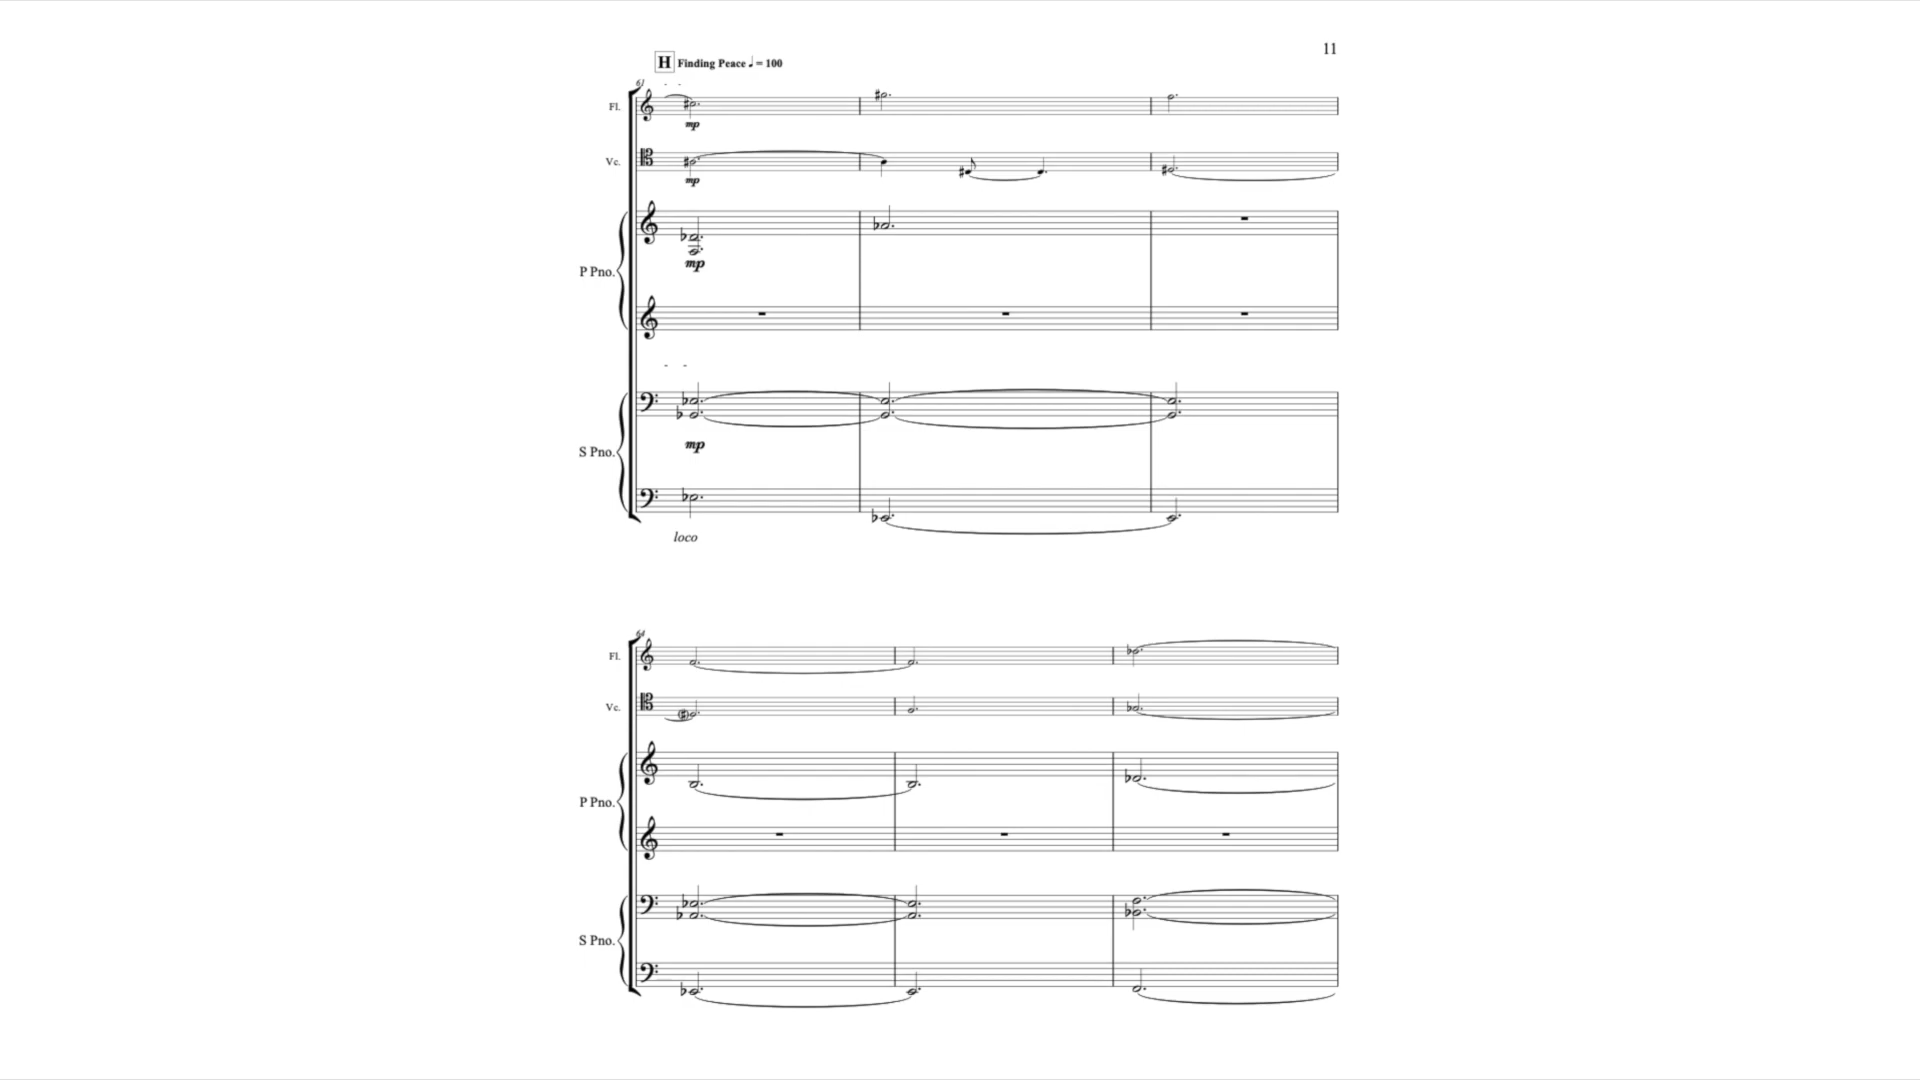 11
H Finding Peace ♩ = 100
61
Fl.
mp
Vc.
mp
P Pno.
mp
S Pno.
mp
loco
64
Fl.
Vc.
P Pno.
S Pno.